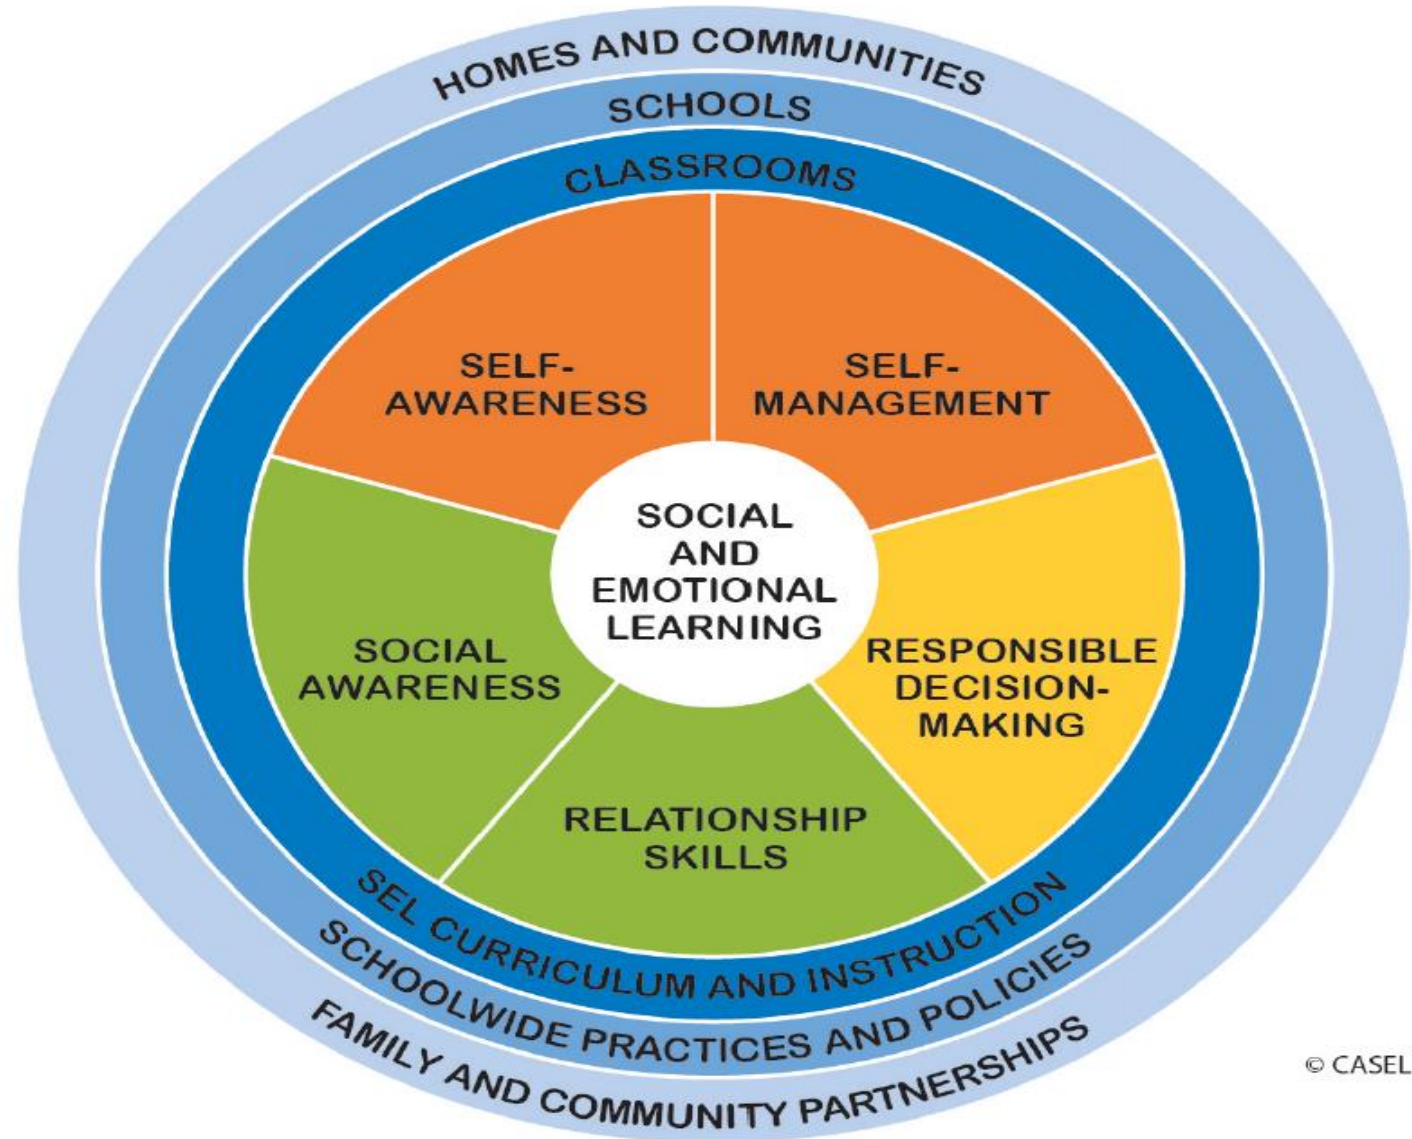 HOMES AND COMMUNITIES
SCHOOLS
CLASSROOMS
SELF-
AWARENESS
SELF-
MANAGEMENT
SOCIAL
AND
EMOTIONAL
LEARNING
SOCIAL
AWARENESS
RESPONSIBLE
DECISION-
MAKING
RELATIONSHIP
SKILLS
SEL CURRICULUM AND INSTRUCTION
SCHOOLWIDE PRACTICES AND POLICIES
FAMILY AND COMMUNITY PARTNERSHIPS
© CASEL